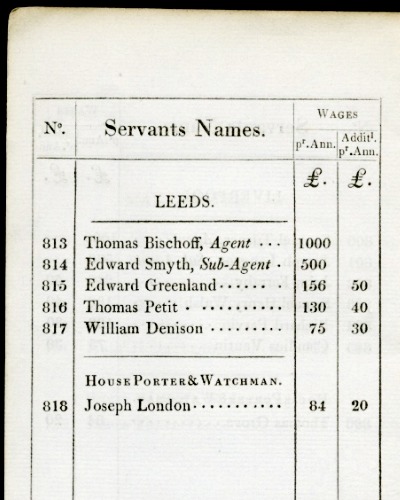 Nº. Servants Names. WAGES
pr. Ann. Additl. pr. Ann.
£. £.
LEEDS.
813 Thomas Bischoff, Agent · · · 1000
814 Edward Smyth, Sub-Agent · 500
815 Edward Greenland · · · · · · 156 50
816 Thomas Petit · · · · · · · · · 130 40
817 William Denison · · · · · · · · 75 30
HOUSE PORTER & WATCHMAN.
818 Joseph London · · · · · · · · · · 84 20